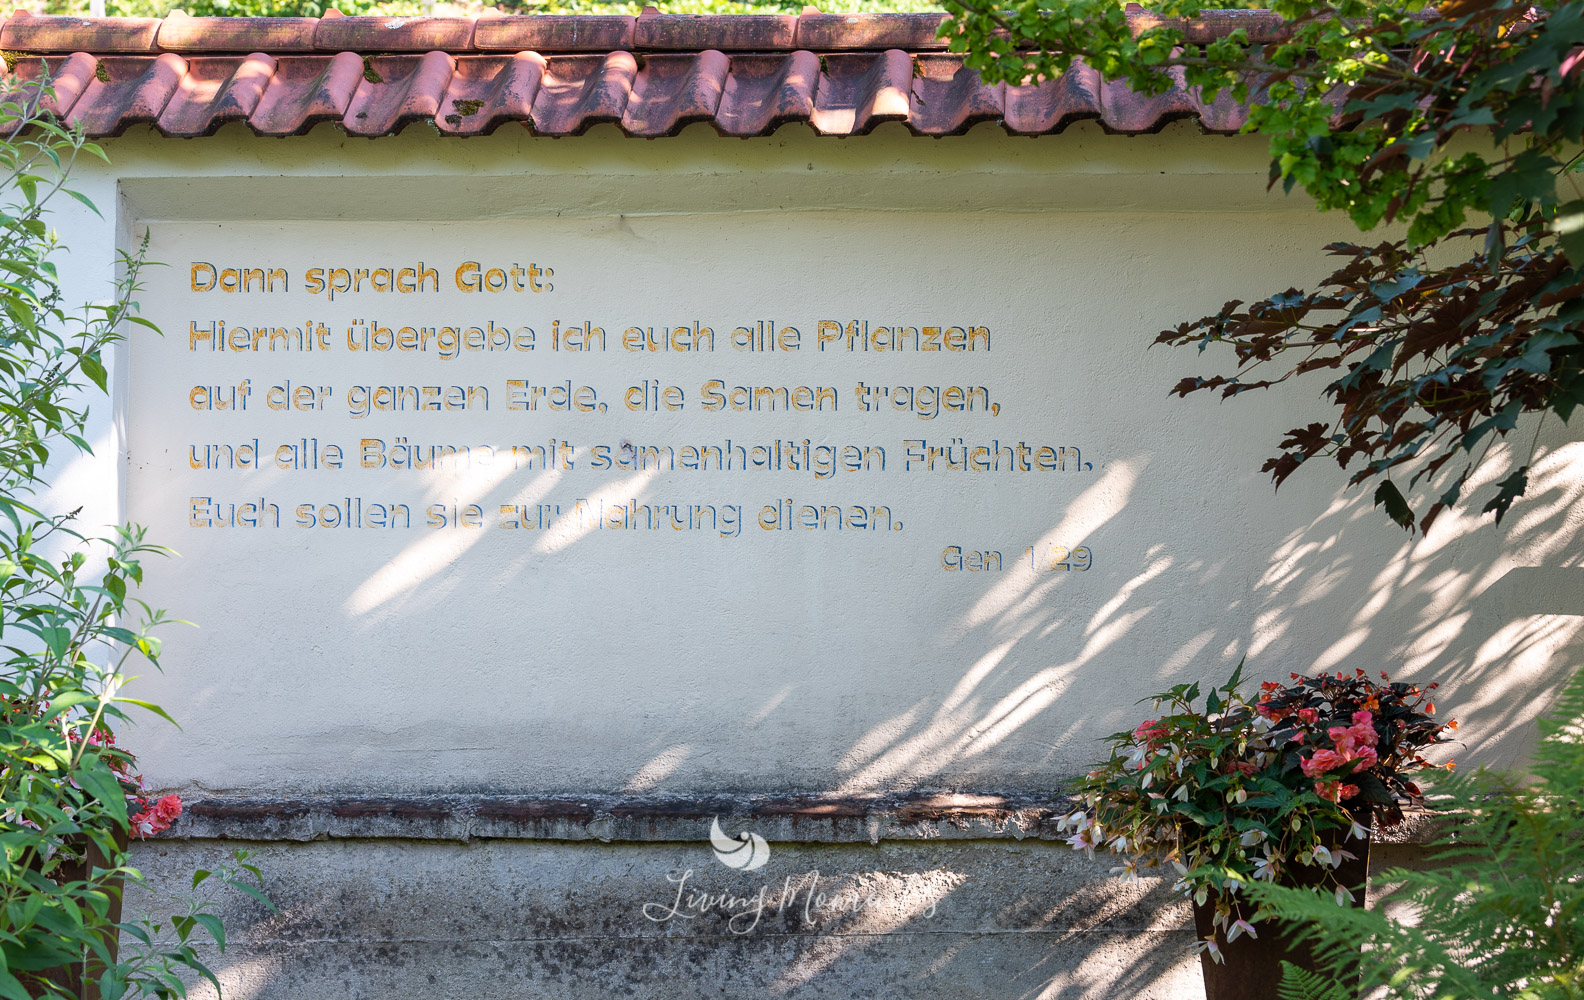 Dann sprach Gott:
Hiermit übergebe ich euch alle Pflanzen
auf der ganzen Erde, die Samen tragen,
und alle Bäume mit samenhaltigen Früchten.
Euch sollen sie zur Nahrung dienen.
Gen 1 29
Living Moments